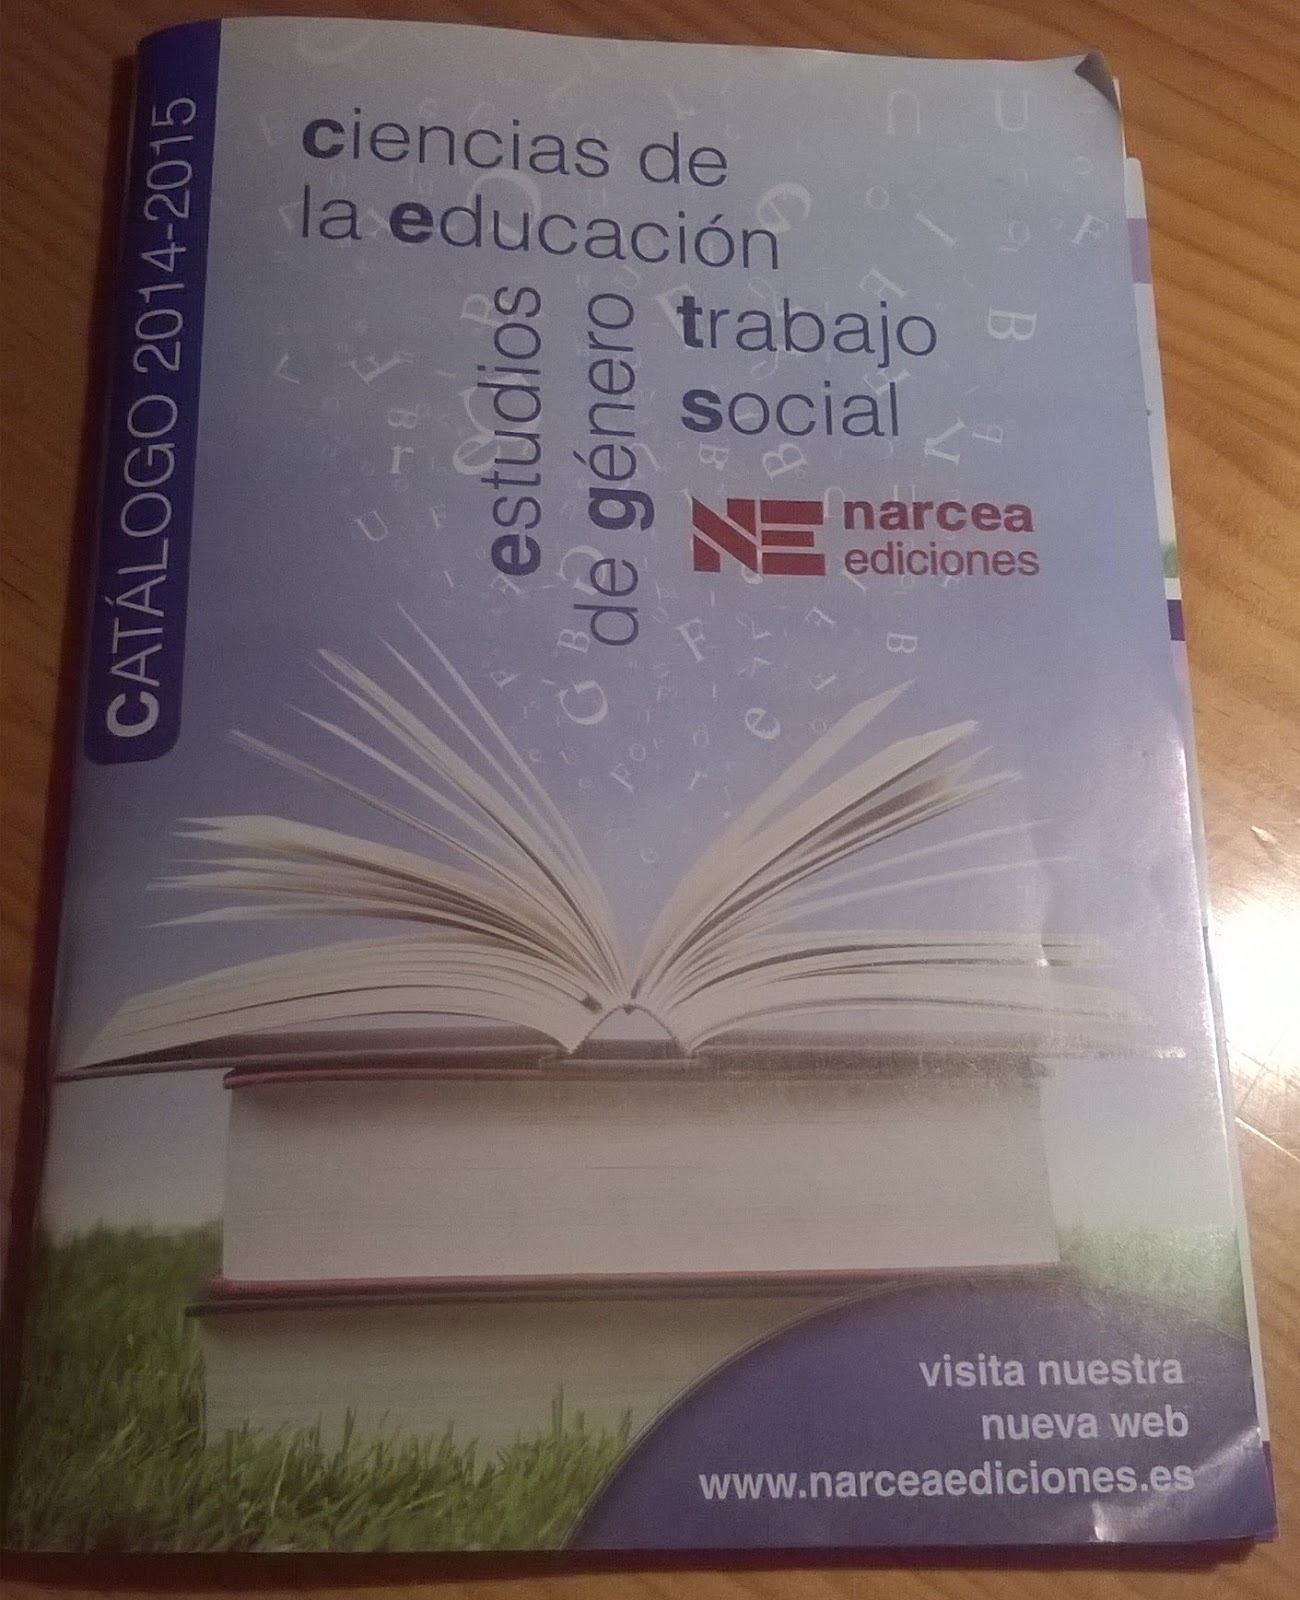 CATÁLOGO 2014-2015
ciencias de
la educación
estudios
de género
trabajo
social
NE narcea
ediciones
visita nuestra
nueva web
www.narceaediciones.es